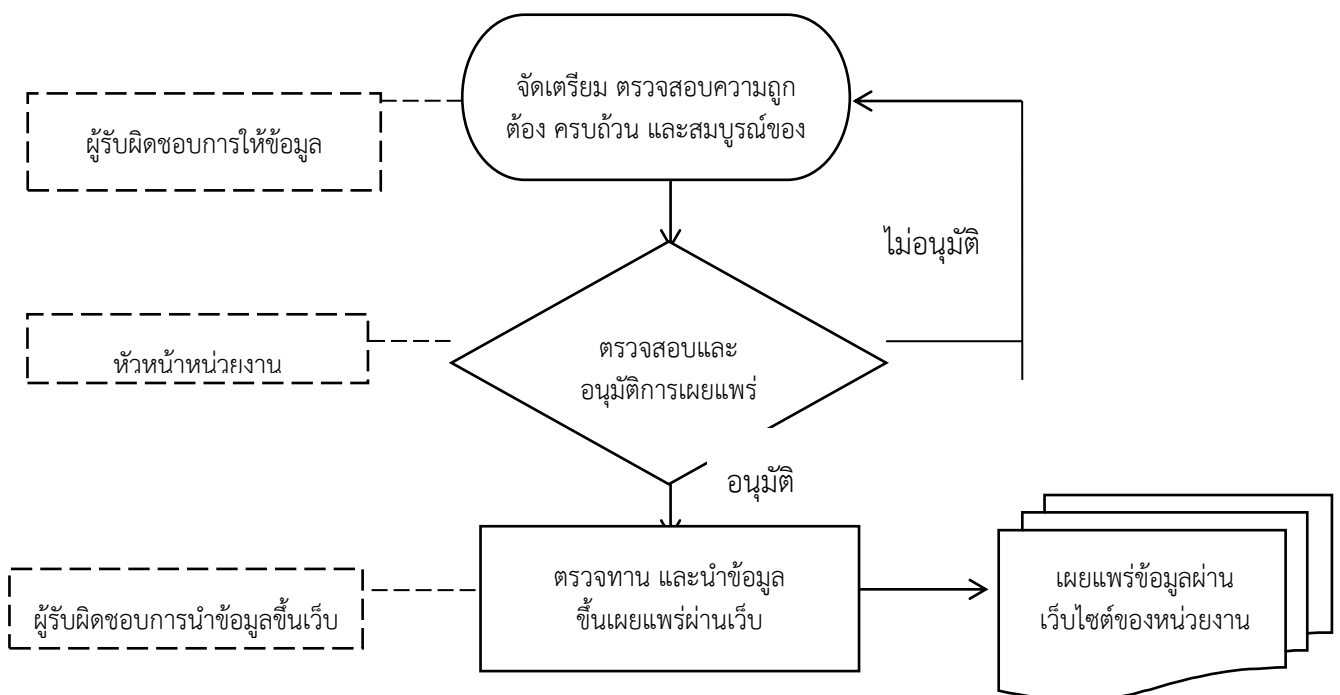 จัดเตรียม ตรวจสอบความถูก
ต้อง ครบถ้วน และสมบูรณ์ของ
ผู้รับผิดชอบการให้ข้อมูล
ไม่อนุมัติ
หัวหน้าหน่วยงาน
ตรวจสอบและ
อนุมัติการเผยแพร่
อนุมัติ
ผู้รับผิดชอบการนำข้อมูลขึ้นเว็บ
ตรวจทาน และนำข้อมูล
ขึ้นเผยแพร่ผ่านเว็บ
เผยแพร่ข้อมูลผ่าน
เว็บไซต์ของหน่วยงาน